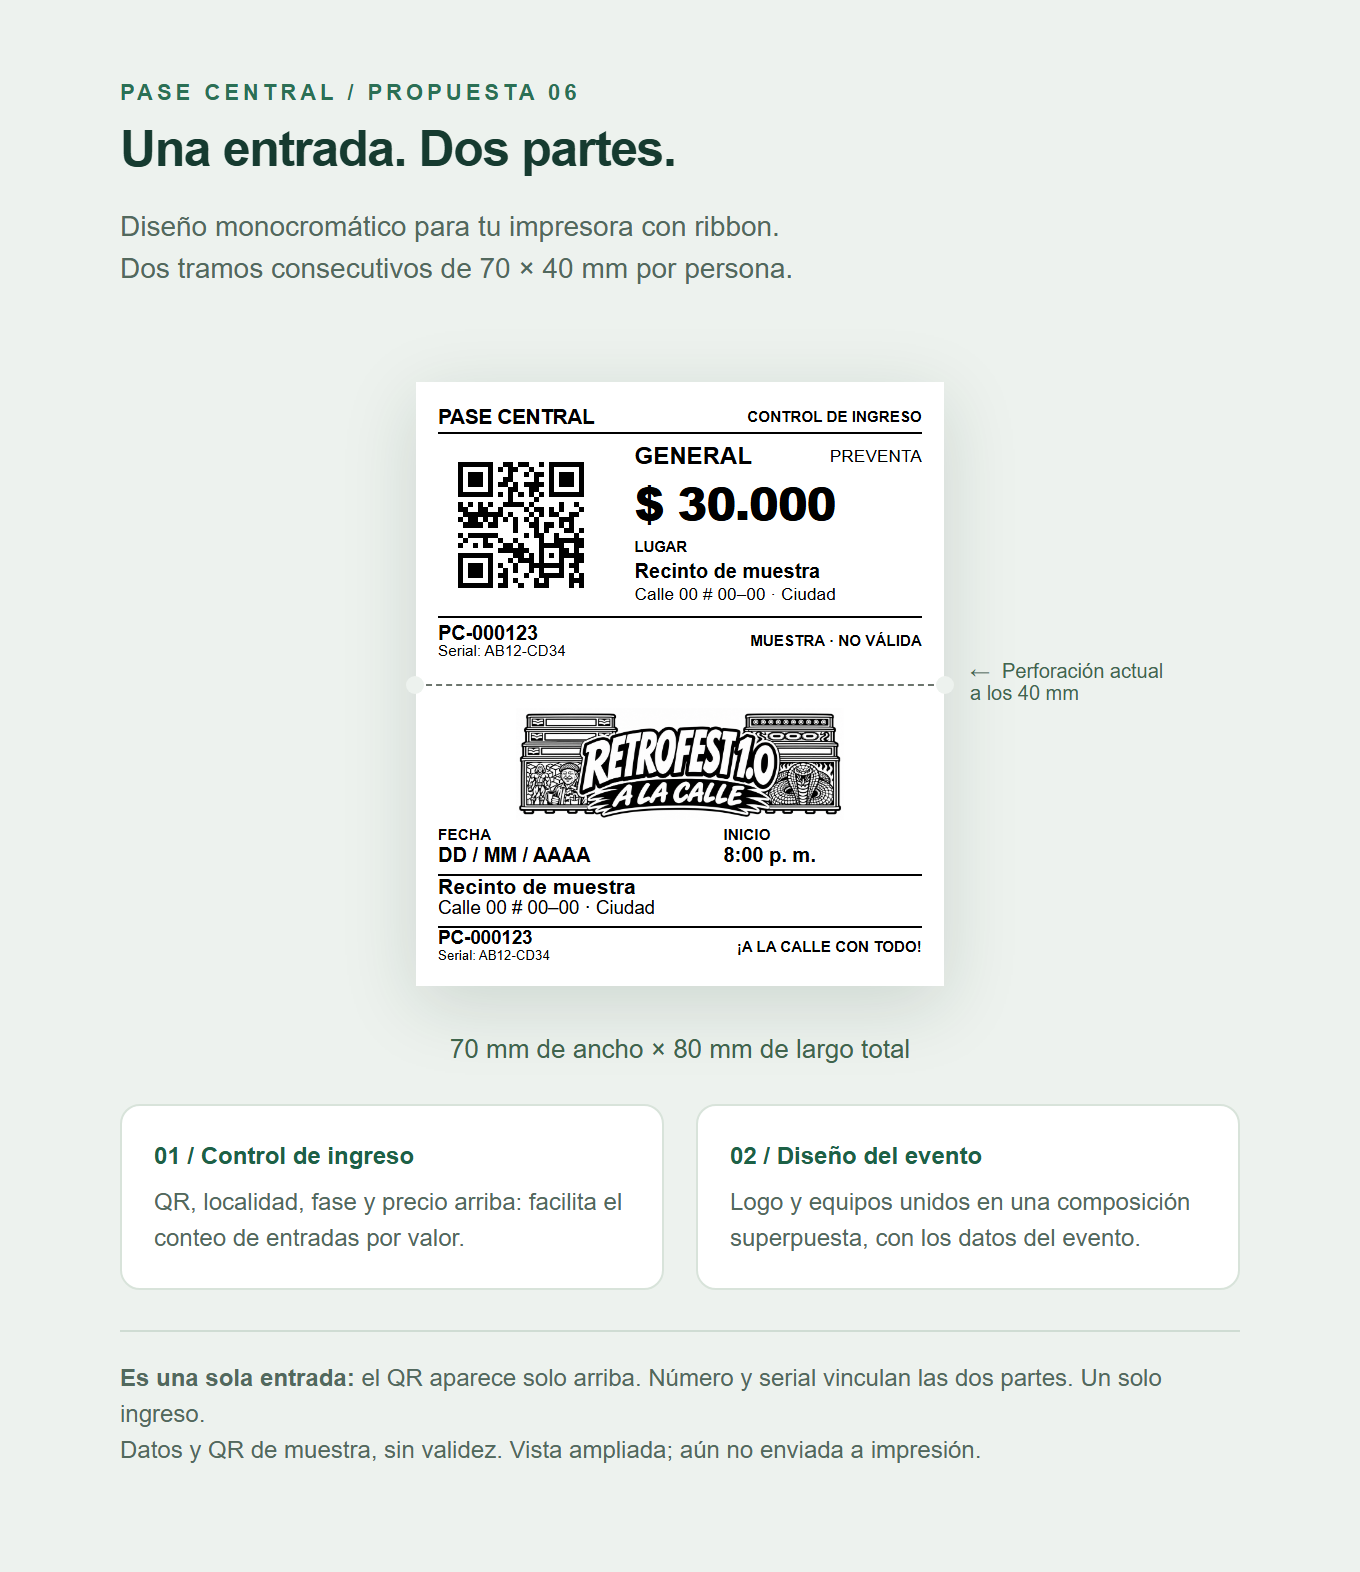 PASE CENTRAL / PROPUESTA 06
Una entrada. Dos partes.
Diseño monocromático para tu impresora con ribbon.
Dos tramos consecutivos de 70 × 40 mm por persona.
PASE CENTRAL
CONTROL DE INGRESO
GENERAL
PREVENTA
$ 30.000
LUGAR
Recinto de muestra
Calle 00 # 00–00 · Ciudad
PC-000123
Serial: AB12-CD34
MUESTRA · NO VÁLIDA
← Perforación actual
a los 40 mm
RETROFEST 1.0
A LA CALLE
FECHA
INICIO
DD / MM / AAAA
8:00 p. m.
Recinto de muestra
Calle 00 # 00–00 · Ciudad
PC-000123
Serial: AB12-CD34
¡A LA CALLE CON TODO!
70 mm de ancho × 80 mm de largo total
01 / Control de ingreso
QR, localidad, fase y precio arriba: facilita el
conteo de entradas por valor.
02 / Diseño del evento
Logo y equipos unidos en una composición
superpuesta, con los datos del evento.
Es una sola entrada: el QR aparece solo arriba. Número y serial vinculan las dos partes. Un solo
ingreso.
Datos y QR de muestra, sin validez. Vista ampliada; aún no enviada a impresión.